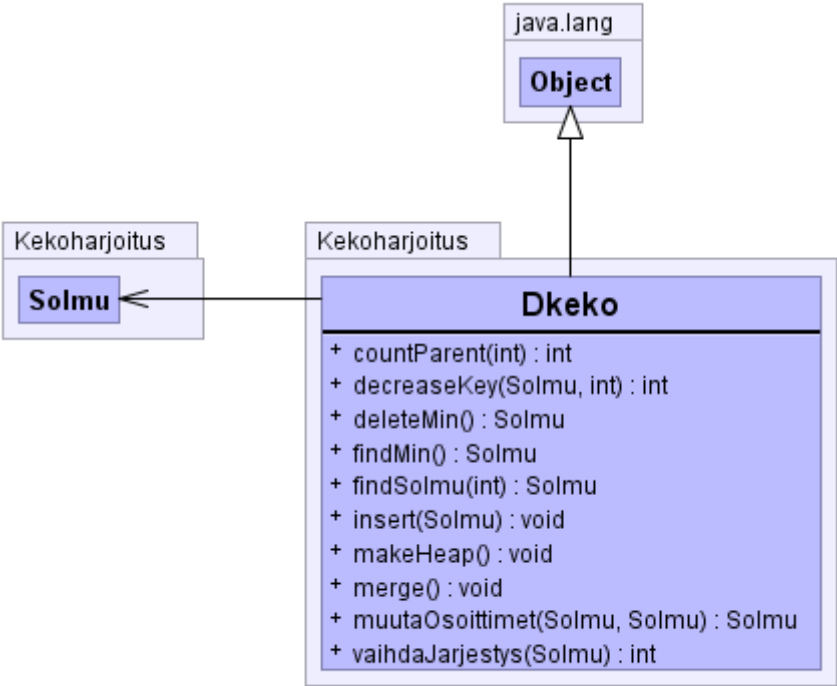 java.lang
Object
Kekoharjoitus
Solmu
Kekoharjoitus
Dkeko
+ countParent(int) : int
+ decreaseKey(Solmu, int) : int
+ deleteMin() : Solmu
+ findMin() : Solmu
+ findSolmu(int) : Solmu
+ insert(Solmu) : void
+ makeHeap() : void
+ merge() : void
+ muutaOsoittimet(Solmu, Solmu) : Solmu
+ vaihdaJarjestys(Solmu) : int